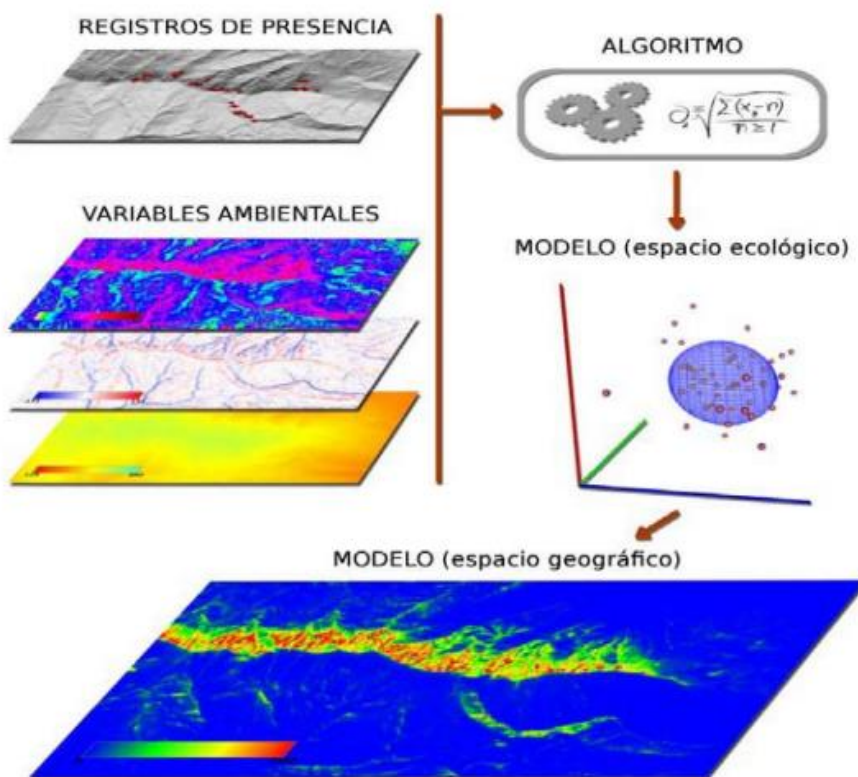 REGISTROS DE PRESENCIA
ALGORITMO
VARIABLES AMBIENTALES
MODELO (espacio ecológico)
MODELO (espacio geográfico)